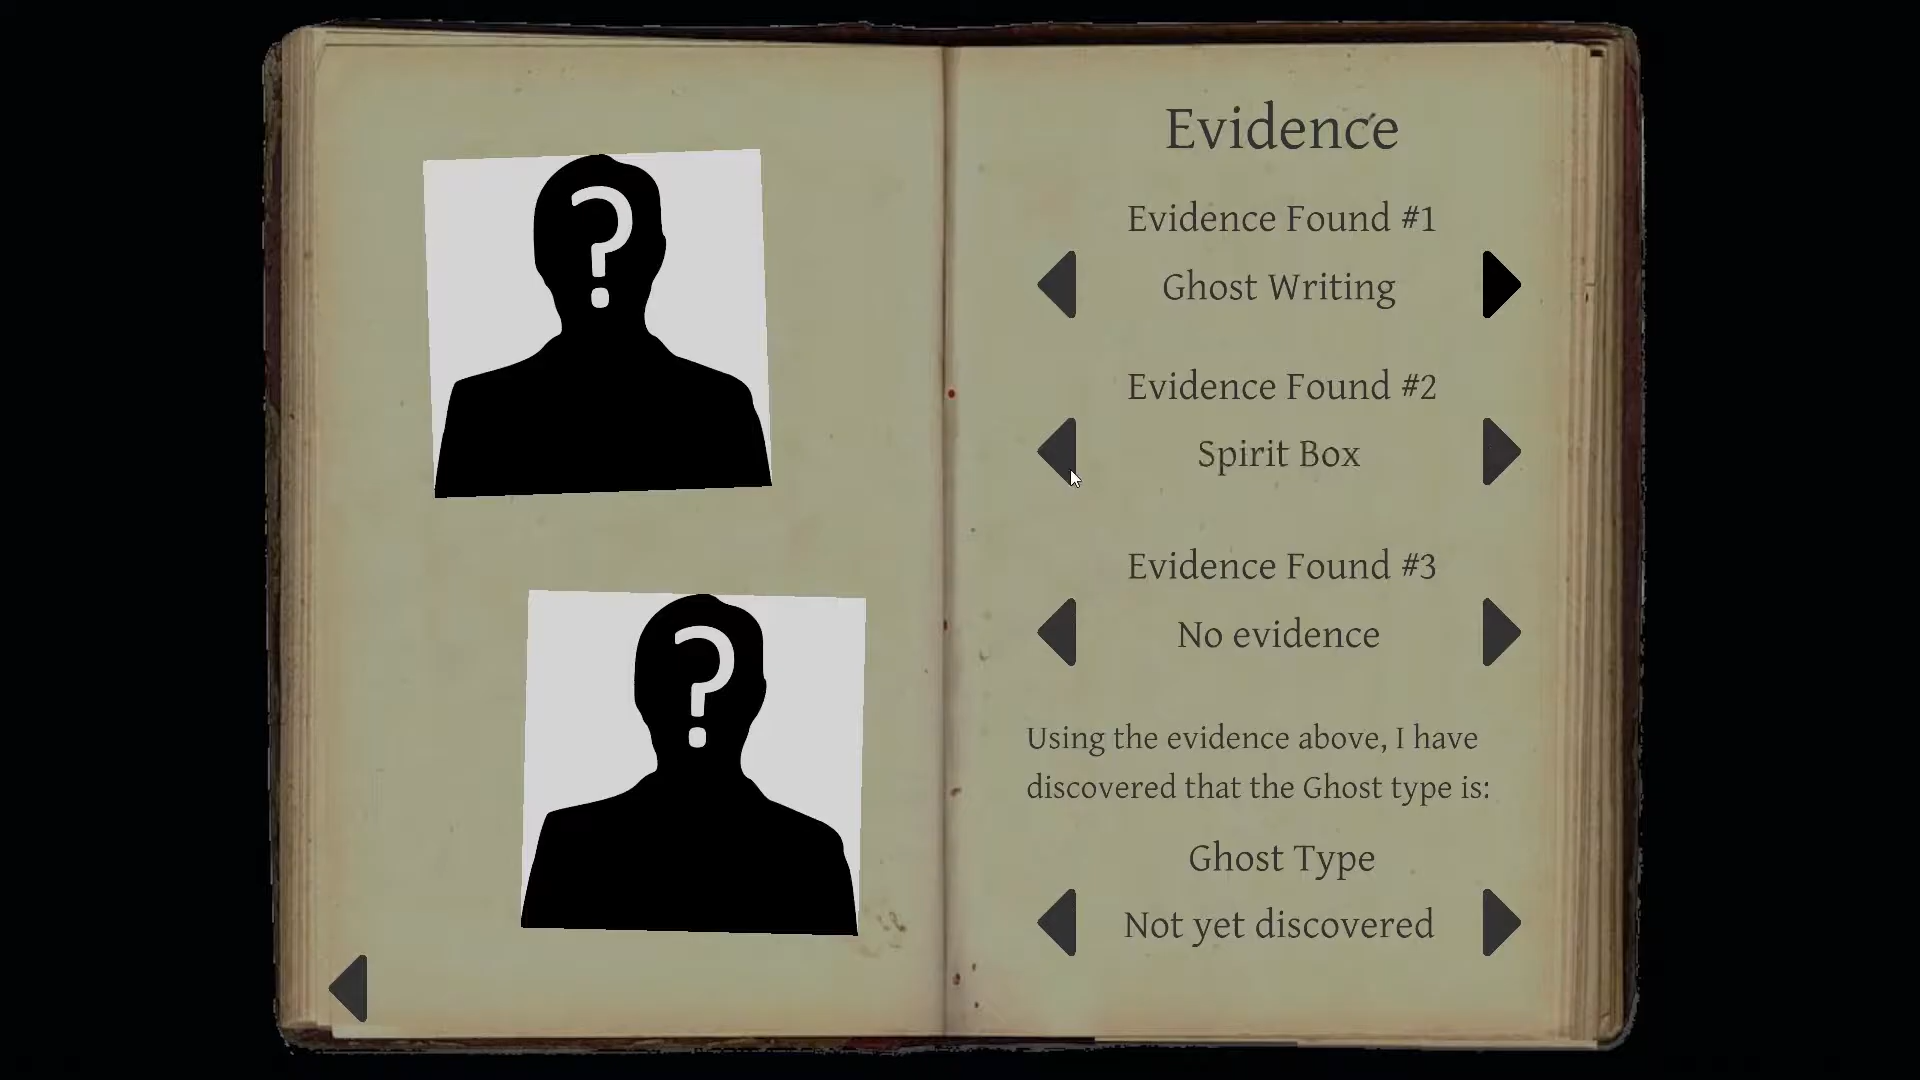 ?
?
Evidence
Evidence Found #1
Ghost Writing
Evidence Found #2
Spirit Box
Evidence Found #3
No evidence
Using the evidence above, I have
discovered that the Ghost type is:
Ghost Type
Not yet discovered